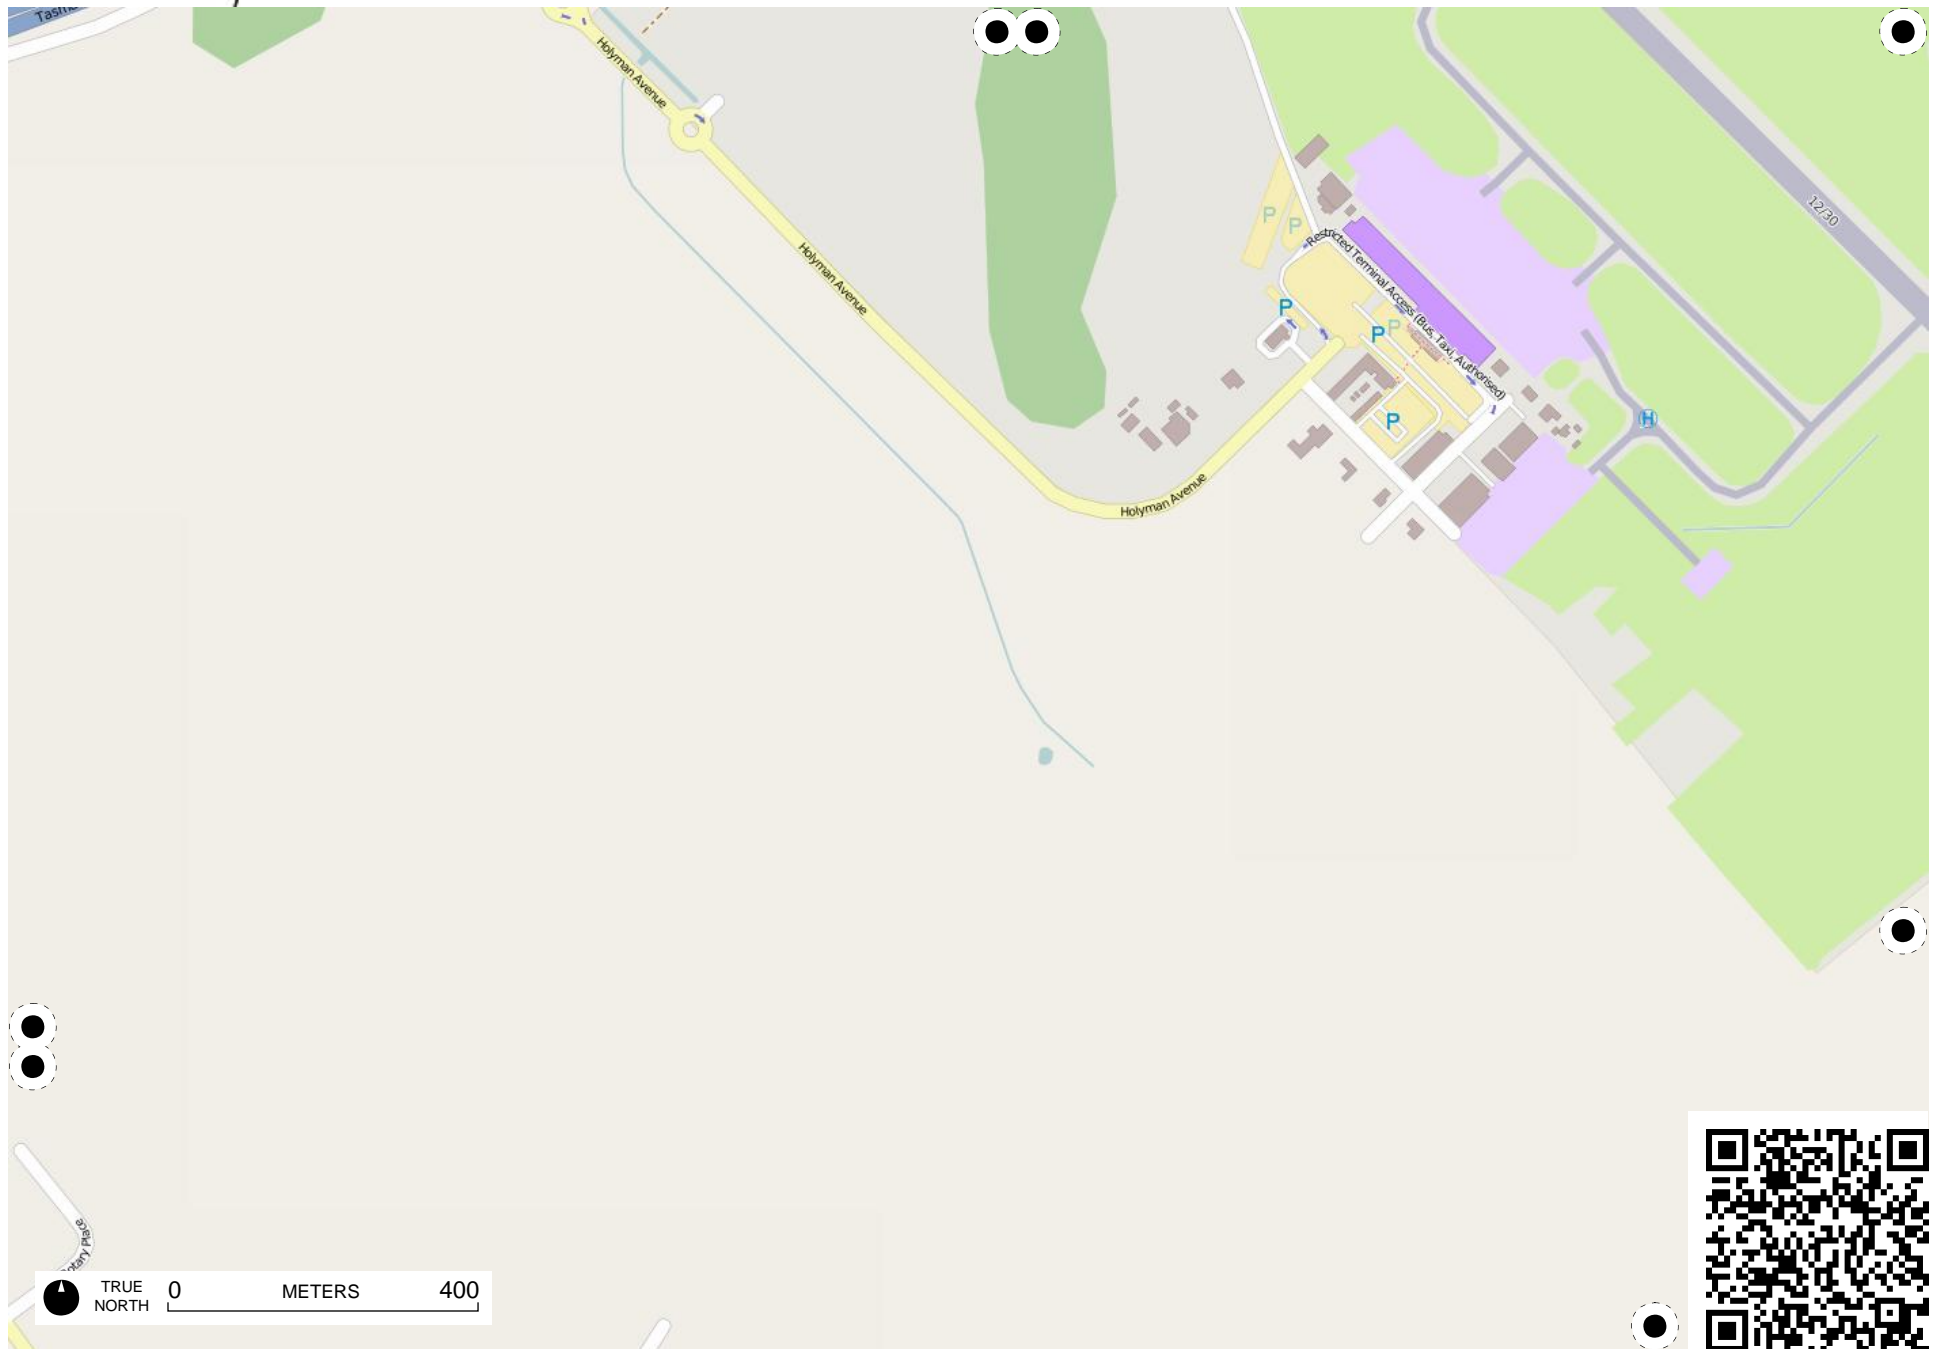 Holyman Avenue
Holyman Avenue
12/30
P
P
Restricted Terminal Access (Bus, Taxi, Authorised)
P
P
P
P
H
Holyman Avenue
TRUE
NORTH
0
METERS
400